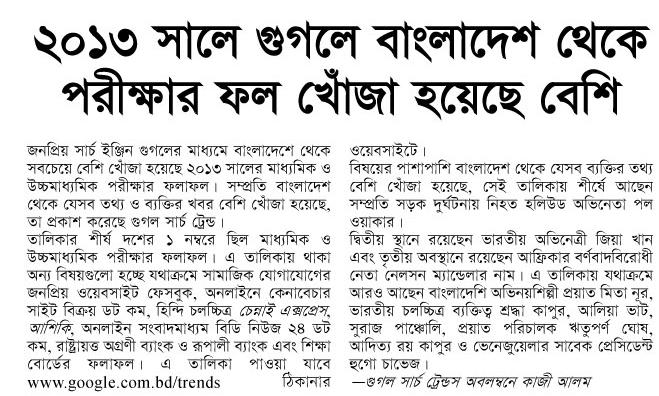 ২০১৩ সালে গুগলে বাংলাদেশ থেকে
পরীক্ষার ফল খোঁজা হয়েছে বেশি
জনপ্রিয় সার্চ ইঞ্জিন গুগলের মাধ্যমে বাংলাদেশে থেকে
সবচেয়ে বেশি খোঁজা হয়েছে ২০১৩ সালের মাধ্যমিক ও
উচ্চমাধ্যমিক পরীক্ষার ফলাফল। সম্প্রতি বাংলাদেশ
থেকে যেসব তথ্য ও ব্যক্তির খবর বেশি খোঁজা হয়েছে,
তা প্রকাশ করেছে গুগল সার্চ ট্রেন্ড।
তালিকার শীর্ষ দশের ১ নম্বরে ছিল মাধ্যমিক ও
উচ্চমাধ্যমিক পরীক্ষার ফলাফল। এ তালিকায় থাকা
অন্য বিষয়গুলো হচ্ছে যথাক্রমে সামাজিক যোগাযোগের
জনপ্রিয় ওয়েবসাইট ফেসবুক, অনলাইনে কেনাবেচার
সাইট বিক্রয় ডট কম, হিন্দি চলচ্চিত্র চেন্নাই এক্সপ্রেস,
আশিকি, অনলাইন সংবাদমাধ্যম বিডি নিউজ ২৪ ডট
কম, রাষ্ট্রায়ত্ত অগ্রণী ব্যাংক ও রূপালী ব্যাংক এবং শিক্ষা
বোর্ডের ফলাফল। এ তালিকা পাওয়া যাবে
www.google.com.bd/trends ঠিকানার
ওয়েবসাইটে।
বিষয়ের পাশাপাশি বাংলাদেশ থেকে যেসব ব্যক্তির তথ্য
বেশি খোঁজা হয়েছে, সেই তালিকায় শীর্ষে আছেন
সম্প্রতি সড়ক দুর্ঘটনায় নিহত হলিউড অভিনেতা পল
ওয়াকার।
দ্বিতীয় স্থানে রয়েছেন ভারতীয় অভিনেত্রী জিয়া খান
এবং তৃতীয় অবস্থানে রয়েছেন আফ্রিকার বর্ণবাদবিরোধী
নেতা নেলসন ম্যান্ডেলার নাম। এ তালিকায় যথাক্রমে
আরও আছেন বাংলাদেশি অভিনয়শিল্পী প্রয়াত মিতা নূর,
ভারতীয় চলচ্চিত্র ব্যক্তিত্ব শ্রদ্ধা কাপুর, আলিয়া ভাট,
সুরাজ পাঞ্চোলি, প্রয়াত পরিচালক ঋতুপর্ণ ঘোষ,
আদিত্য রয় কাপুর ও ভেনেজুয়েলার সাবেক প্রেসিডেন্ট
হুগো চাভেজ।
—গুগল সার্চ ট্রেন্ডস অবলম্বনে কাজী আলম